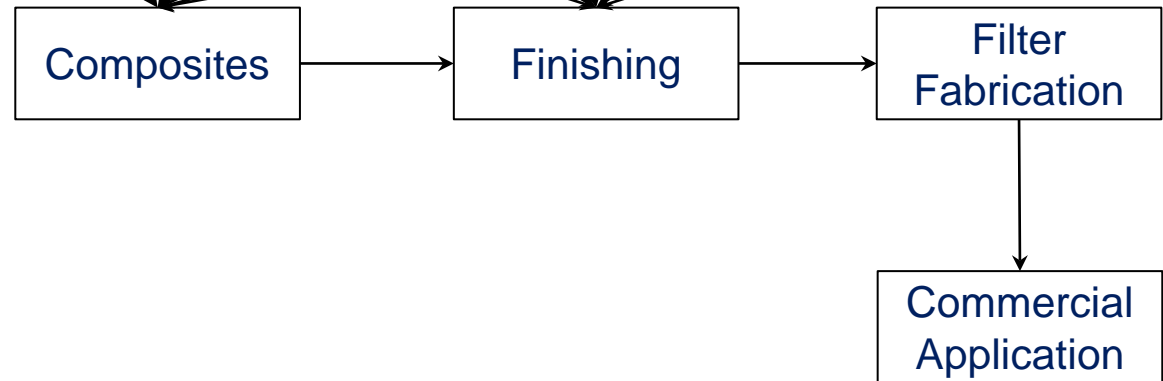 Composites
Finishing
Filter
Fabrication
Commercial
Application